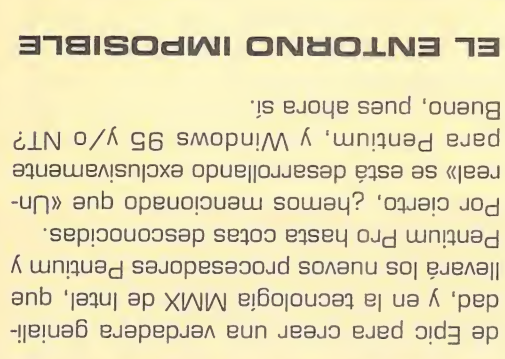 de Epic para crear una verdadera geniali-
dad, y en la tecnología MMX de Intel, que
llevará los nuevos procesadores Pentium y
Pentium Pro hasta cotas desconocidas.
Por cierto, ¿hemos mencionado que «Un-
real» se está desarrollando exclusivamente
para Pentium, y Windows 95 y/o NT?
Bueno, pues ahora sí.
EL ENTORNO IMPOSIBLE